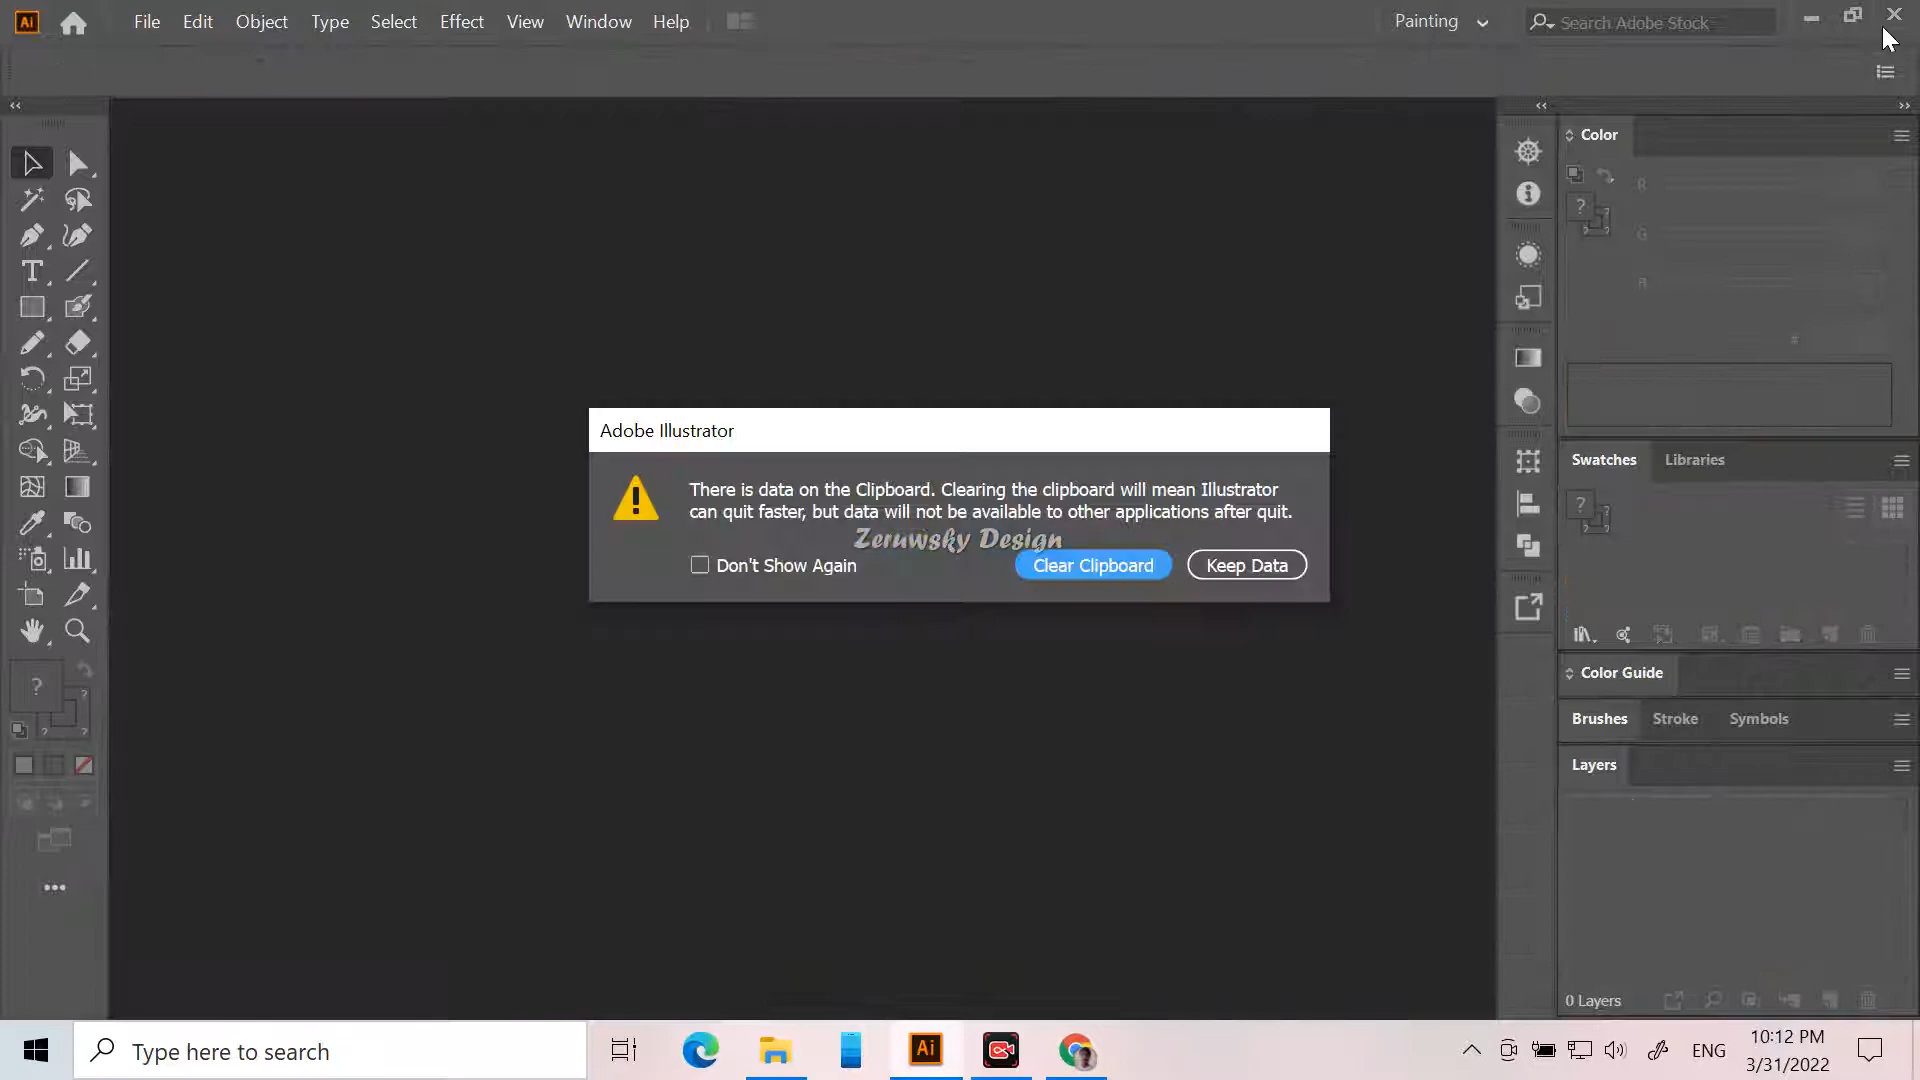 Ai File Edit Object Type Select Effect View Window Help Painting Search Adobe Stock
Color
R
G
B
#
Swatches Libraries
Adobe Illustrator
There is data on the Clipboard. Clearing the clipboard will mean Illustrator
can quit faster, but data will not be available to other applications after quit.
Zeruwsky Design
Don't Show Again Clear Clipboard Keep Data
Color Guide
Brushes Stroke Symbols
Layers
0 Layers
Type here to search
Ai
ENG
10:12 PM
3/31/2022